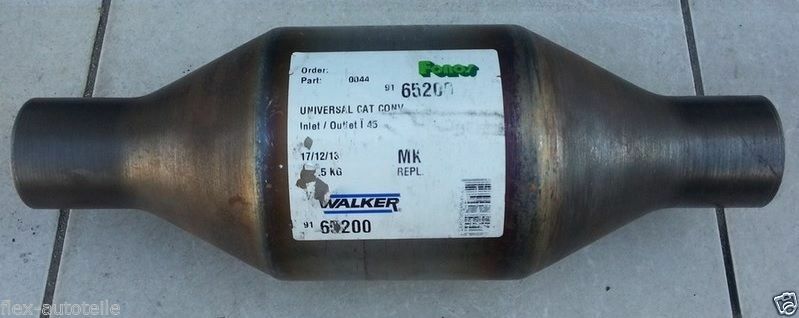 Order:
Fonos
Part: 0044
91 65200
UNIVERSAL CAT CONV
Inlet / Outlet Ï 45
17/12/13 MK
.5 KG REPL.
WALKER
91 65200
flex-autoteile